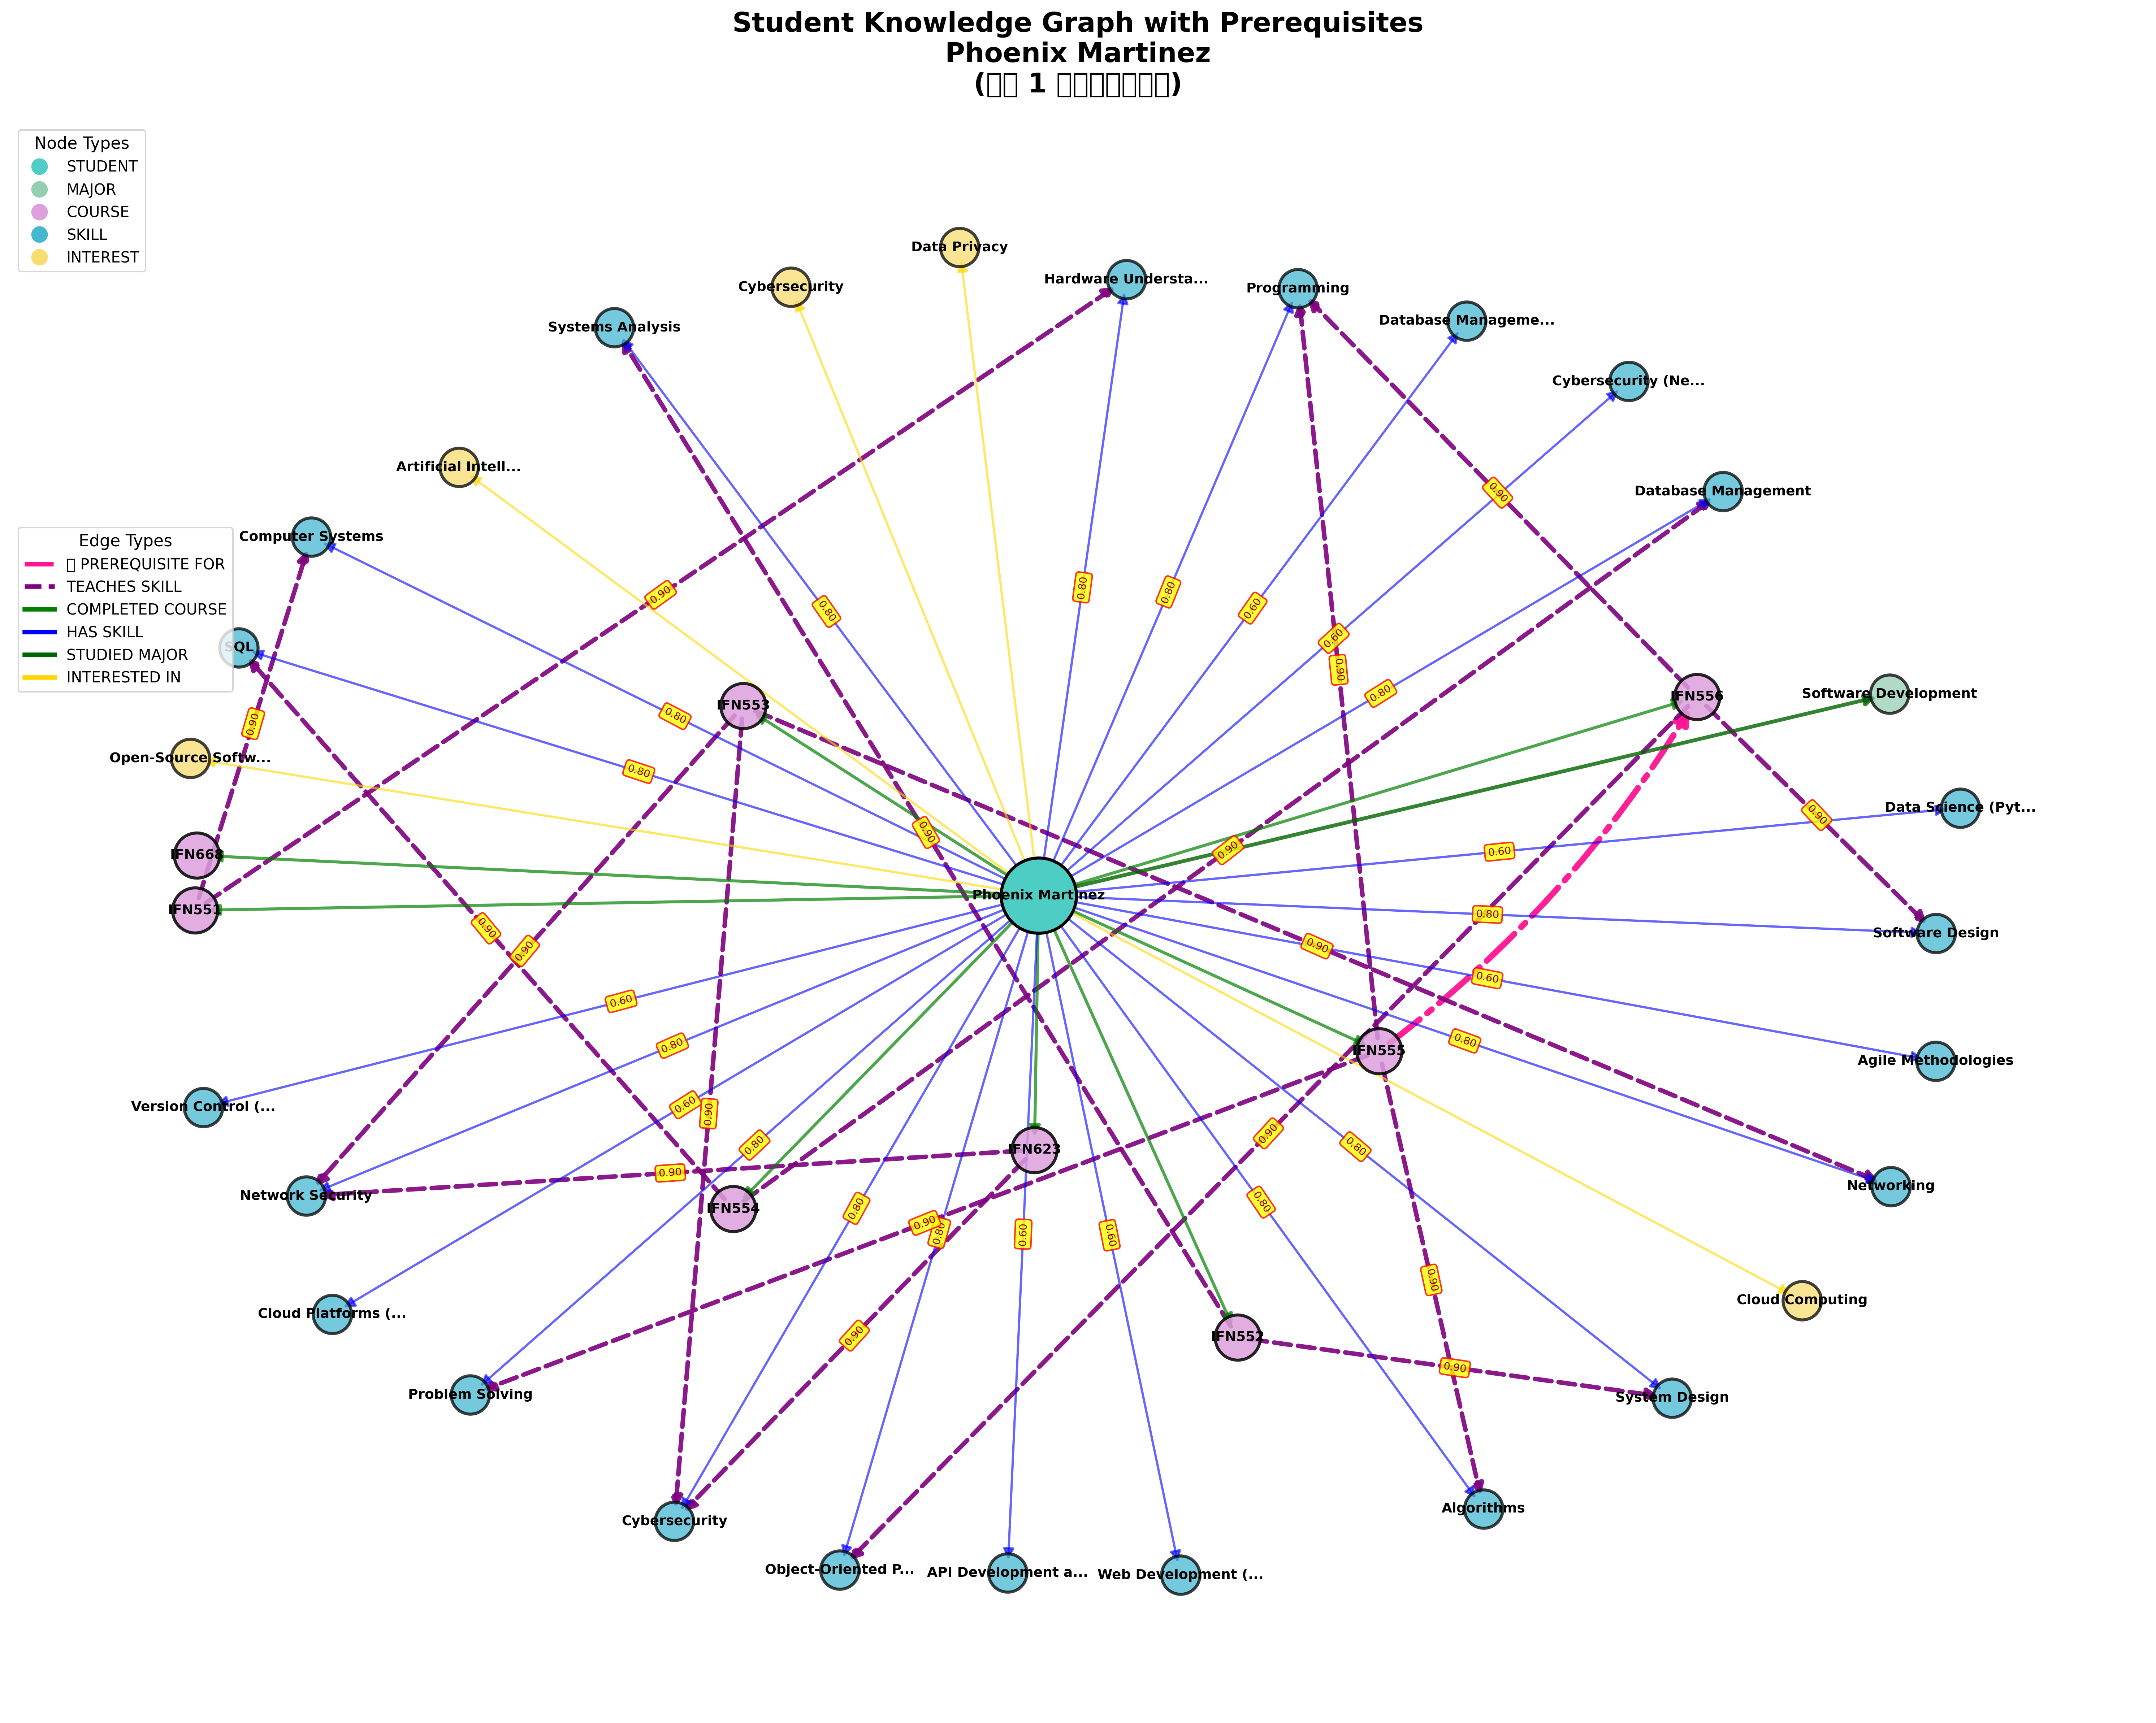 Student Knowledge Graph with Prerequisites
Phoenix Martinez
( 1 )
Node Types
STUDENT
MAJOR
COURSE
SKILL
INTEREST
Data Privacy
Cybersecurity
Hardware Understa...
Programming
Systems Analysis
Database Manageme...
Cybersecurity (Ne...
Artificial Intell...
Database Management
Computer Systems
Edge Types
PREREQUISITE FOR
TEACHES SKILL
COMPLETED COURSE
HAS SKILL
STUDIED MAJOR
INTERESTED IN
SQL
0.90
0.90
0.80
0.80
0.80
0.60
0.60
0.90
0.90
0.80
IFN553
IFN556
Software Development
0.90
0.80
0.80
Open-Source Softw...
Data Science (Pyt...
0.90
0.90
0.90
0.60
IFN668
IFN551
Phoenix Martinez
0.80
0.90
0.90
0.90
Software Design
0.60
0.60
0.80
0.80
IFN555
Agile Methodologies
Version Control (...
0.60
0.90
0.90
0.80
0.80
IFN623
0.90
Network Security
Networking
0.80
0.80
IFN554
0.90
0.80
0.60
0.60
0.90
Cloud Platforms (...
Cloud Computing
0.90
IFN552
0.90
Problem Solving
System Design
Algorithms
Cybersecurity
Object-Oriented P...
API Development a...
Web Development (...